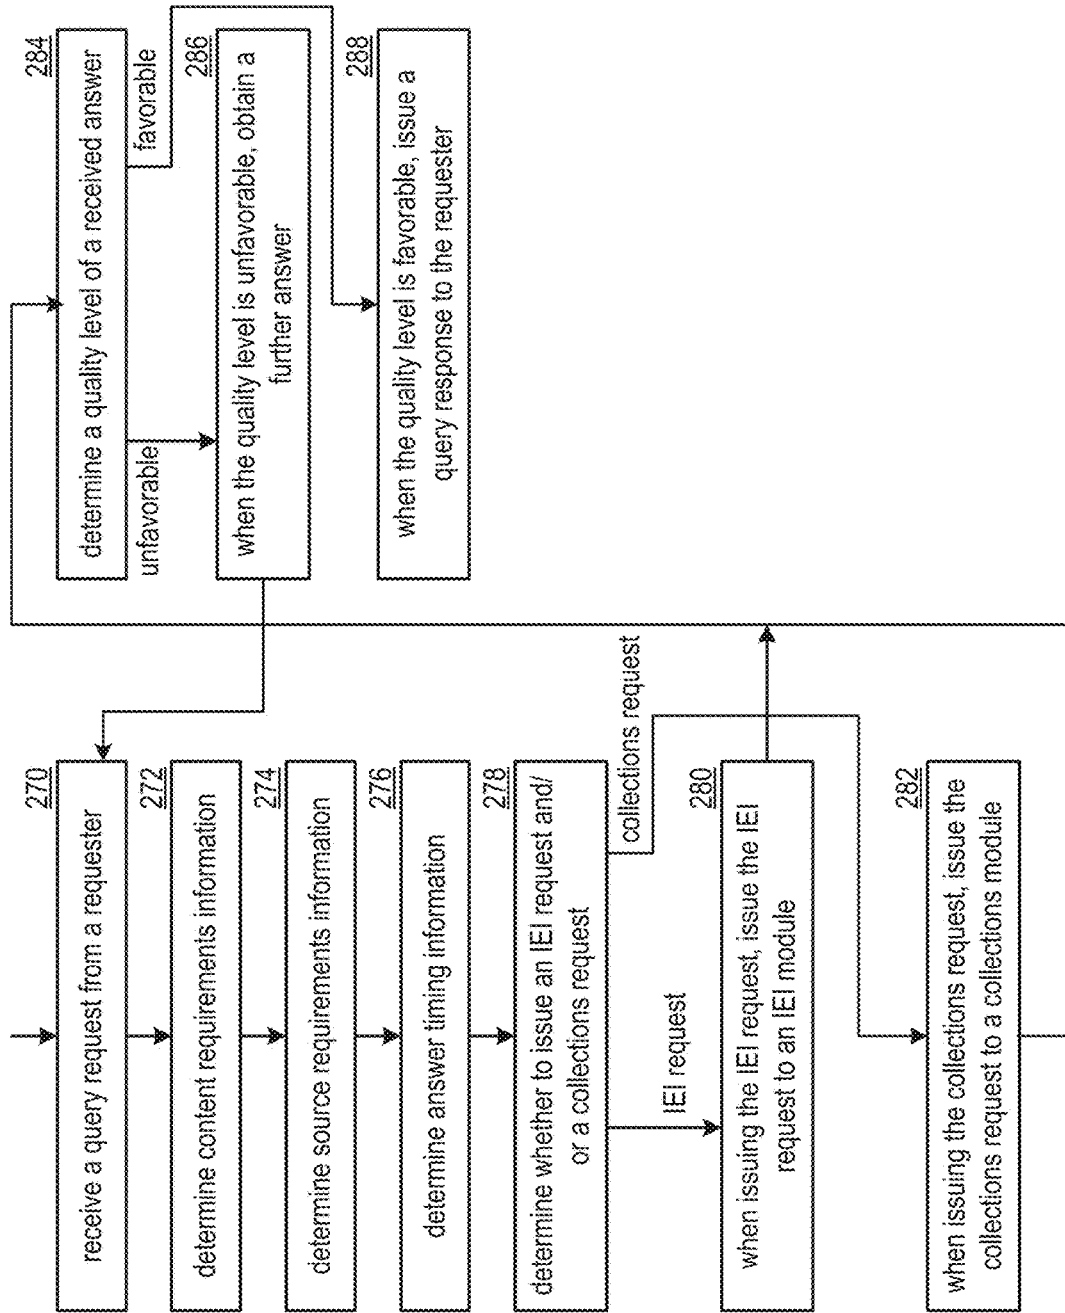 270
receive a query request from a requester
272
determine content requirements information
274
determine source requirements information
276
determine answer timing information
278
determine whether to issue an IEI request and/
or a collections request
IEI request
collections request
280
when issuing the IEI request, issue the IEI
request to an IEI module
282
when issuing the collections request, issue the
collections request to a collections module
284
determine a quality level of a received answer
unfavorable
favorable
286
when the quality level is unfavorable, obtain a
further answer
288
when the quality level is favorable, issue a
query response to the requester